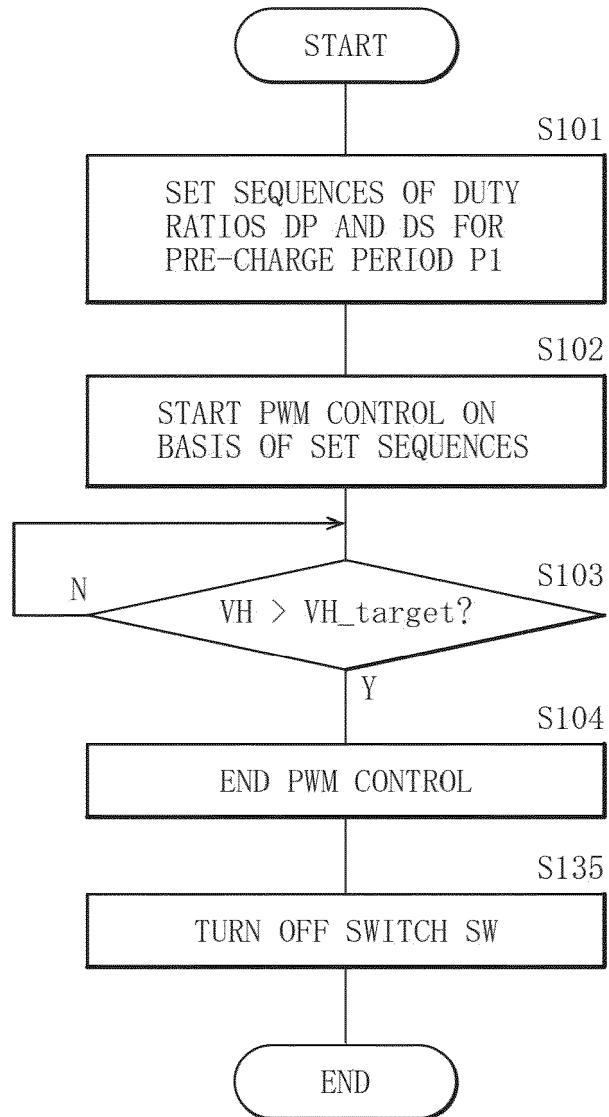 START
S101
SET SEQUENCES OF DUTY
RATIOS DP AND DS FOR
PRE-CHARGE PERIOD P1
S102
START PWM CONTROL ON
BASIS OF SET SEQUENCES
S103
N
VH > VH_target?
Y
S104
END PWM CONTROL
S135
TURN OFF SWITCH SW
END